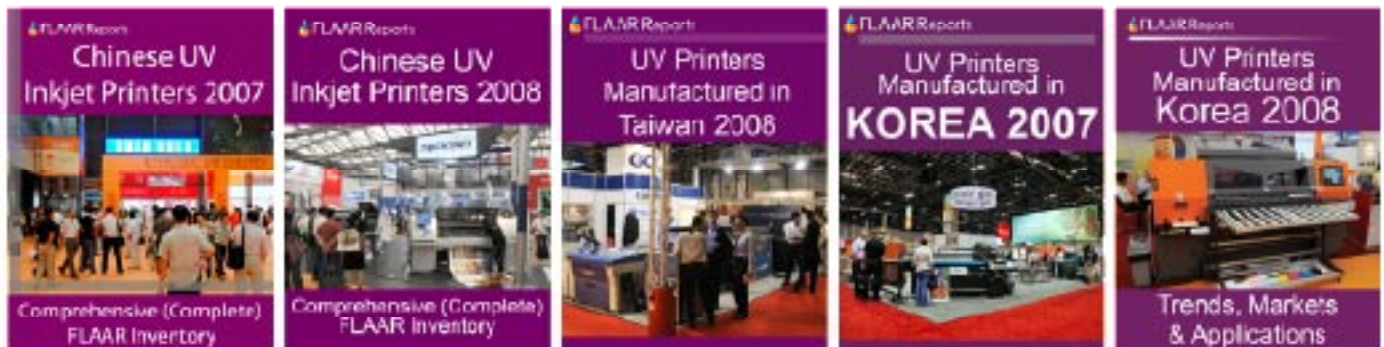 FLAAR Reports
Chinese UV
Inkjet Printers 2007
Comprehensive (Complete)
FLAAR Inventory
FLAAR Reports
Chinese UV
Inkjet Printers 2008
Comprehensive (Complete)
FLAAR Inventory
FLAAR Reports
UV Printers
Manufactured in
Taiwan 2008
FLAAR Reports
UV Printers
Manufactured in
KOREA 2007
FLAAR Reports
UV Printers
Manufactured in
Korea 2008
Trends, Markets
& Applications